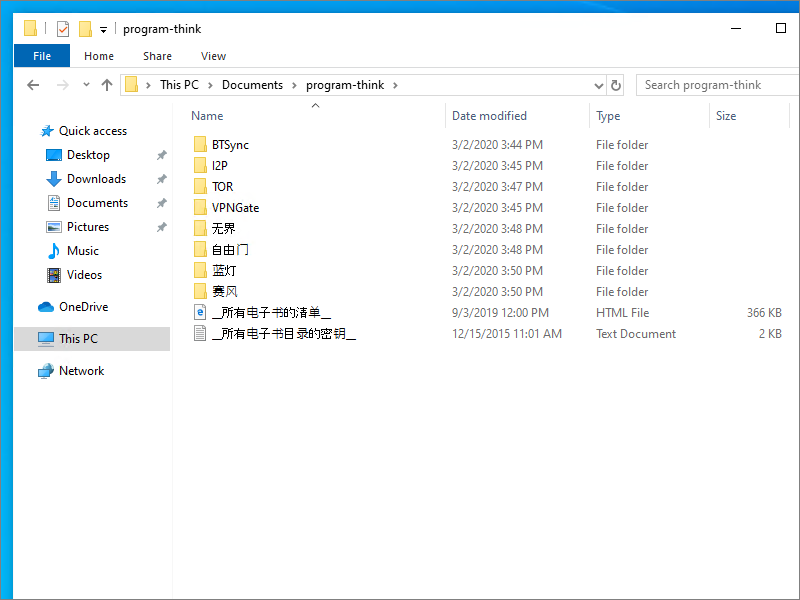 program-think
File Home Share View
This PC Documents program-think Search program-think
Name Date modified Type Size
Quick access
Desktop
Downloads
Documents
Pictures
Music
Videos
OneDrive
This PC
Network
BTSync 3/2/2020 3:44 PM File folder
I2P 3/2/2020 3:45 PM File folder
TOR 3/2/2020 3:47 PM File folder
VPNGate 3/2/2020 3:45 PM File folder
无界 3/2/2020 3:48 PM File folder
自由门 3/2/2020 3:48 PM File folder
蓝灯 3/2/2020 3:50 PM File folder
赛风 3/2/2020 3:50 PM File folder
__所有电子书的清单__ 9/3/2019 12:00 PM HTML File 366 KB
__所有电子书目录的密钥__ 12/15/2015 11:01 AM Text Document 2 KB